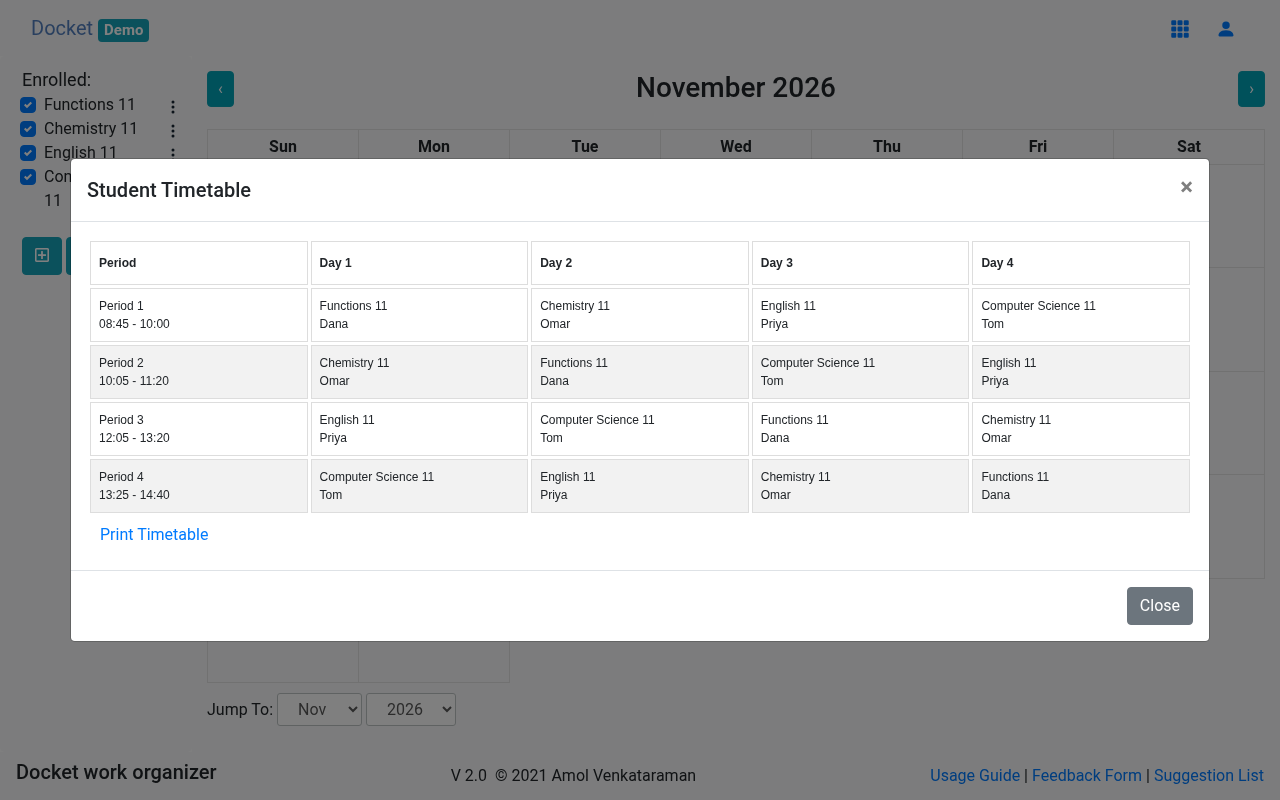 Docket Demo
Enrolled:
Functions 11
Chemistry 11
English 11
Con
11
‹
November 2026
›
Sun Mon Tue Wed Thu Fri Sat
Student Timetable
×
Period Day 1 Day 2 Day 3 Day 4
Period 1 Functions 11 Chemistry 11 English 11 Computer Science 11
08:45 - 10:00 Dana Omar Priya Tom
Period 2 Chemistry 11 Functions 11 Computer Science 11 English 11
10:05 - 11:20 Omar Dana Tom Priya
Period 3 English 11 Computer Science 11 Functions 11 Chemistry 11
12:05 - 13:20 Priya Tom Dana Omar
Period 4 Computer Science 11 English 11 Chemistry 11 Functions 11
13:25 - 14:40 Tom Priya Omar Dana
Print Timetable
Close
Jump To: Nov 2026
Docket work organizer
V 2.0 © 2021 Amol Venkataraman
Usage Guide | Feedback Form | Suggestion List